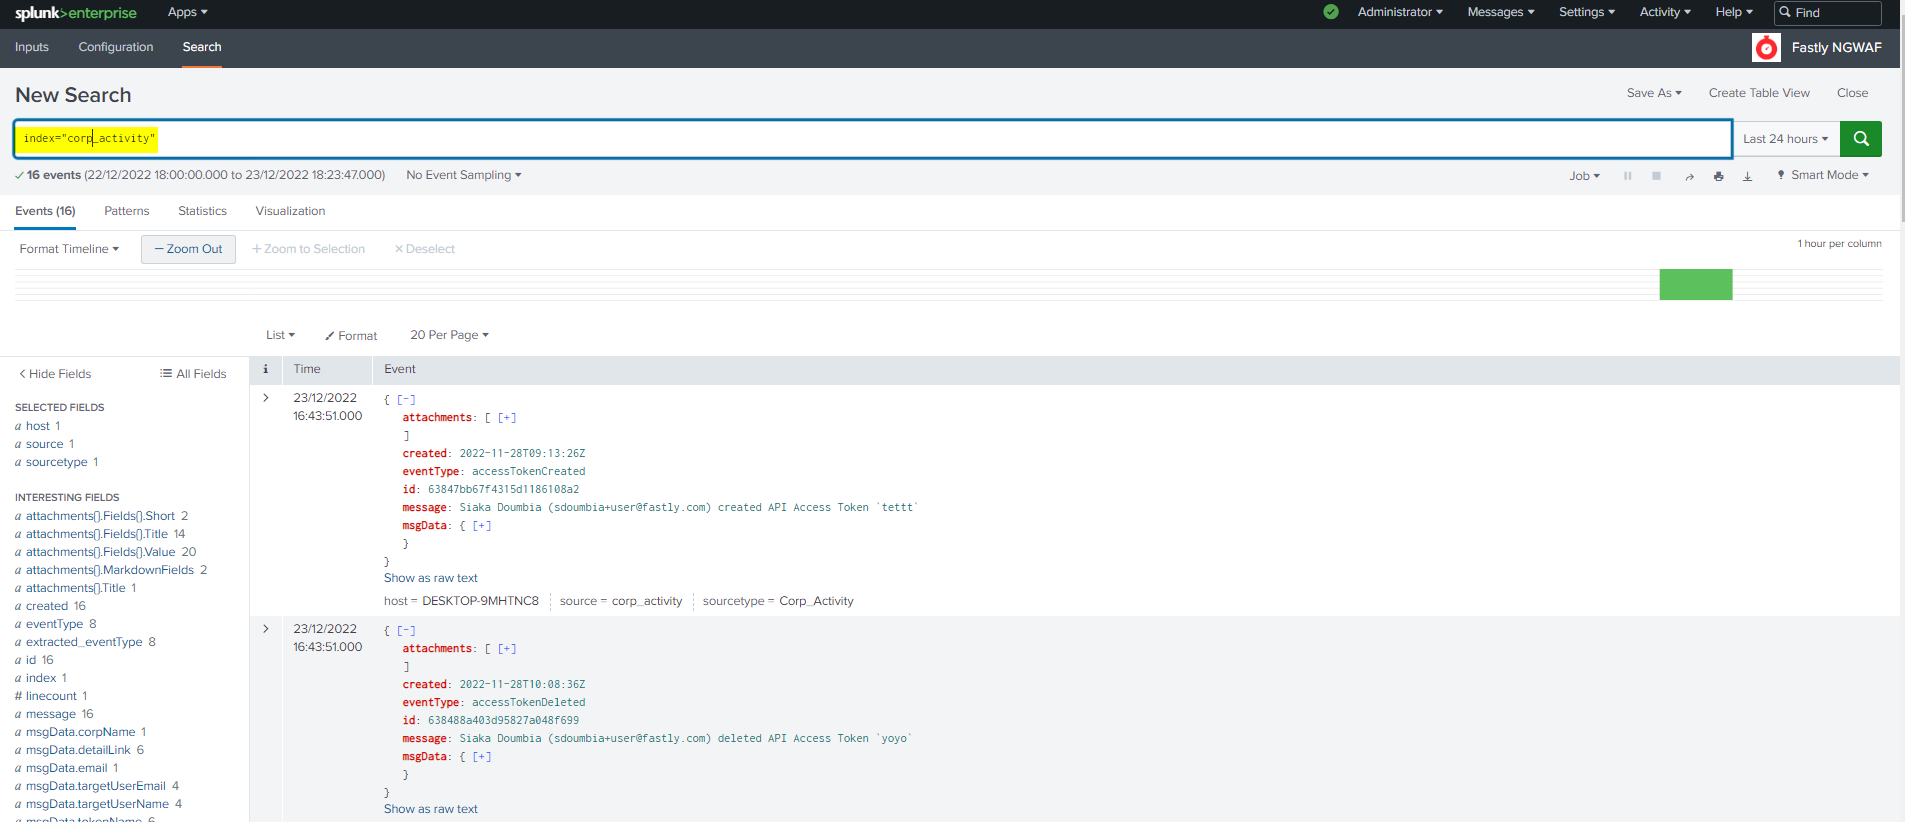 splunk>enterprise Apps Administrator Messages Settings Activity Help Find
Inputs Configuration Search Fastly NGWAF
New Search Save As Create Table View Close
index="corp_activity" Last 24 hours
16 events (22/12/2022 18:00:00.000 to 23/12/2022 18:23:47.000) No Event Sampling Job Smart Mode
Events (16) Patterns Statistics Visualization
Format Timeline − Zoom Out + Zoom to Selection × Deselect 1 hour per column
List Format 20 Per Page
< Hide Fields All Fields
SELECTED FIELDS
a host 1
a source 1
a sourcetype 1
INTERESTING FIELDS
a attachments{}.Fields{}.Short 2
a attachments{}.Fields{}.Title 14
a attachments{}.Fields{}.Value 20
a attachments{}.MarkdownFields 2
a attachments{}.Title 1
a created 16
a eventType 8
a extracted_eventType 8
a id 16
a index 1
# linecount 1
a message 16
a msgData.corpName 1
a msgData.detailLink 6
a msgData.email 1
a msgData.targetUserEmail 4
a msgData.targetUserName 4
a msgData.tokenName 6
i Time Event
> 23/12/2022
16:43:51.000
{ [-]
attachments: [ [+]
]
created: 2022-11-28T09:13:26Z
eventType: accessTokenCreated
id: 63847bb67f4315d1186108a2
message: Siaka Doumbia (sdoumbia+user@fastly.com) created API Access Token `tettt`
msgData: { [+]
}
}
Show as raw text
host = DESKTOP-9MHTNC8 source = corp_activity sourcetype = Corp_Activity
> 23/12/2022
16:43:51.000
{ [-]
attachments: [ [+]
]
created: 2022-11-28T10:08:36Z
eventType: accessTokenDeleted
id: 638488a403d95827a048f699
message: Siaka Doumbia (sdoumbia+user@fastly.com) deleted API Access Token `yoyo`
msgData: { [+]
}
}
Show as raw text